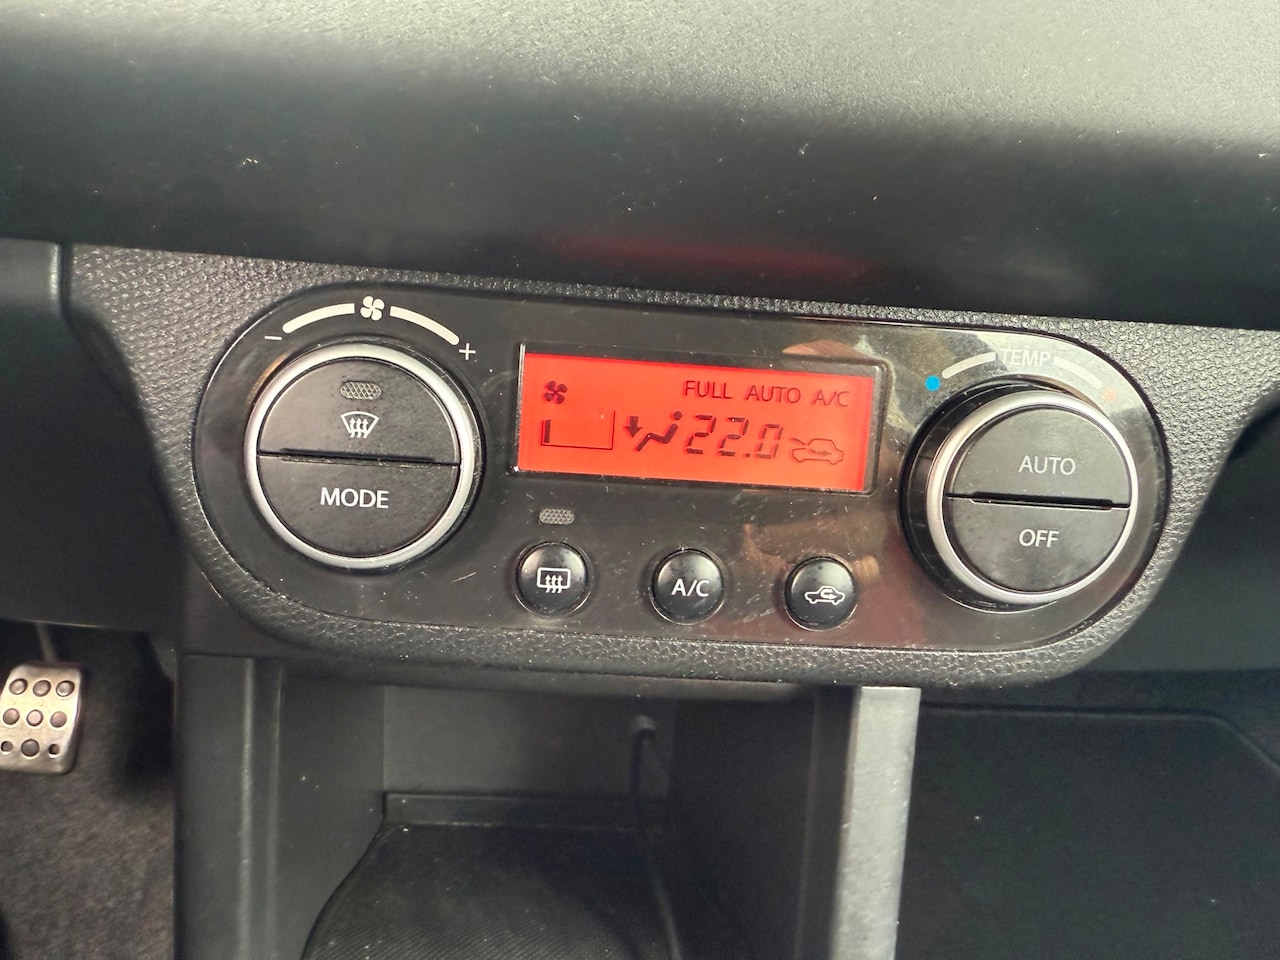 - +
TEMP
FULL AUTO A/C
22.0
MODE
AUTO
OFF
A/C